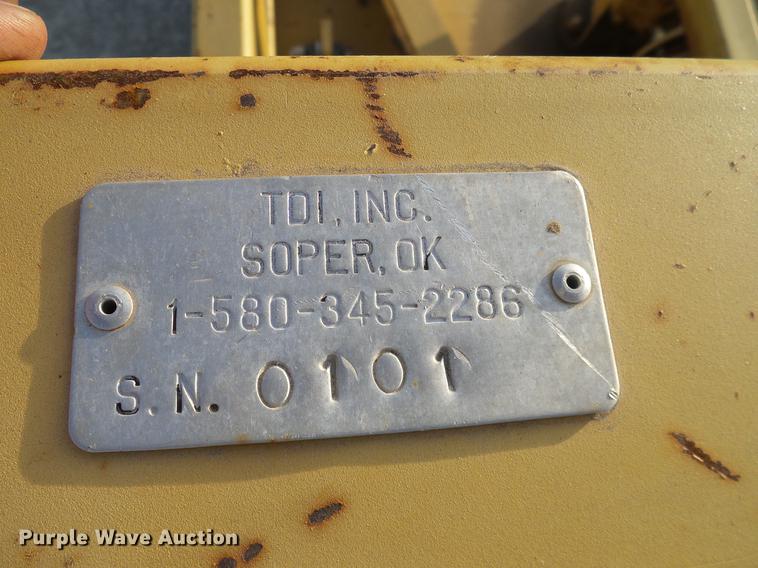 TDI, INC.
SOPER, OK
1-580-345-2286
S.N. 0101
Purple Wave Auction